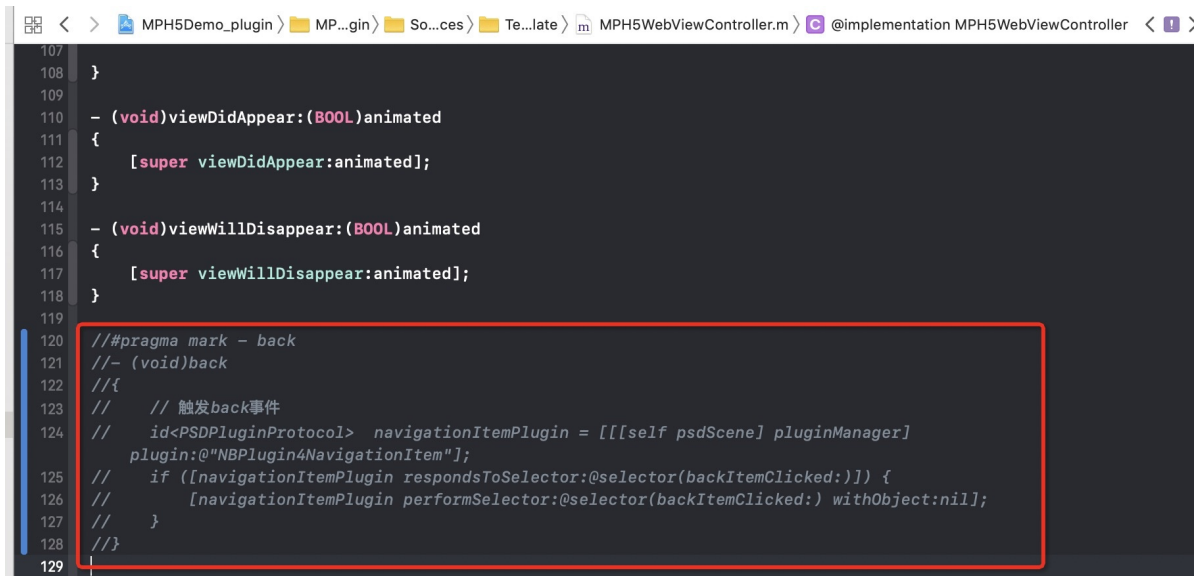 MPH5Demo_plugin 〉 MP...gin〉 So...ces〉 Te...late〉 m MPH5WebViewController.m 〉 C @implementation MPH5WebViewController
107
108 }
109
110 - (void)viewDidAppear:(BOOL)animated
111 {
112     [super viewDidAppear:animated];
113 }
114
115 - (void)viewWillDisappear:(BOOL)animated
116 {
117     [super viewWillDisappear:animated];
118 }
119
120 //#pragma mark - back
121 //- (void)back
122 //{
123 //    // 触发back事件
124 //    id<PSDPluginProtocol>  navigationItemPlugin = [[[self psdScene] pluginManager]
plugin:@"NBPlugin4NavigationItem"];
125 //    if ([navigationItemPlugin respondsToSelector:@selector(backItemClicked:)]) {
126 //        [navigationItemPlugin performSelector:@selector(backItemClicked:) withObject:nil];
127 //    }
128 //}
129